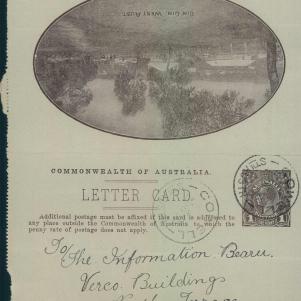 COMMONWEALTH OF AUSTRALIA.
LETTER CARD.
Additional postage must be affixed if this card is addressed to
any place outside the Commonwealth of Australia to which the
penny rate of postage does not apply.
To/
The Information Bearu.
Verco Buildings
North Terrace